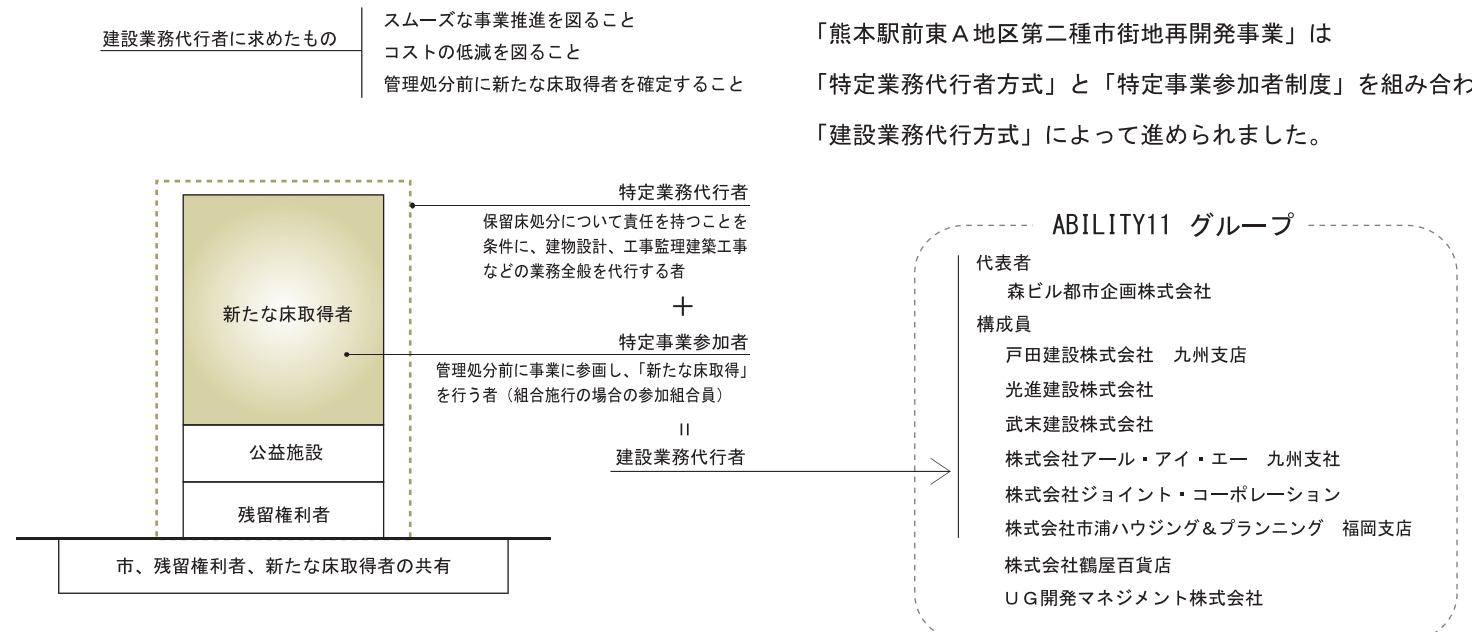 建設業務代行者に求めたもの
スムーズな事業推進を図ること
コストの低減を図ること
管理処分前に新たな床取得者を確定すること
「熊本駅前東Ａ地区第二種市街地再開発事業」は
「特定業務代行者方式」と「特定事業参加者制度」を組み合わ
「建設業務代行方式」によって進められました。
特定業務代行者
保留床処分について責任を持つことを
条件に、建物設計、工事監理建築工事
などの業務全般を代行する者
＋
特定事業参加者
管理処分前に事業に参画し、「新たな床取得」
を行う者（組合施行の場合の参加組合員）
＝
建設業務代行者
新たな床取得者
公益施設
残留権利者
市、残留権利者、新たな床取得者の共有
ABILITY11 グループ
代表者
森ビル都市企画株式会社
構成員
戸田建設株式会社　九州支店
光進建設株式会社
武末建設株式会社
株式会社アール・アイ・エー　九州支社
株式会社ジョイント・コーポレーション
株式会社市浦ハウジング＆プランニング　福岡支店
株式会社鶴屋百貨店
ＵＧ開発マネジメント株式会社